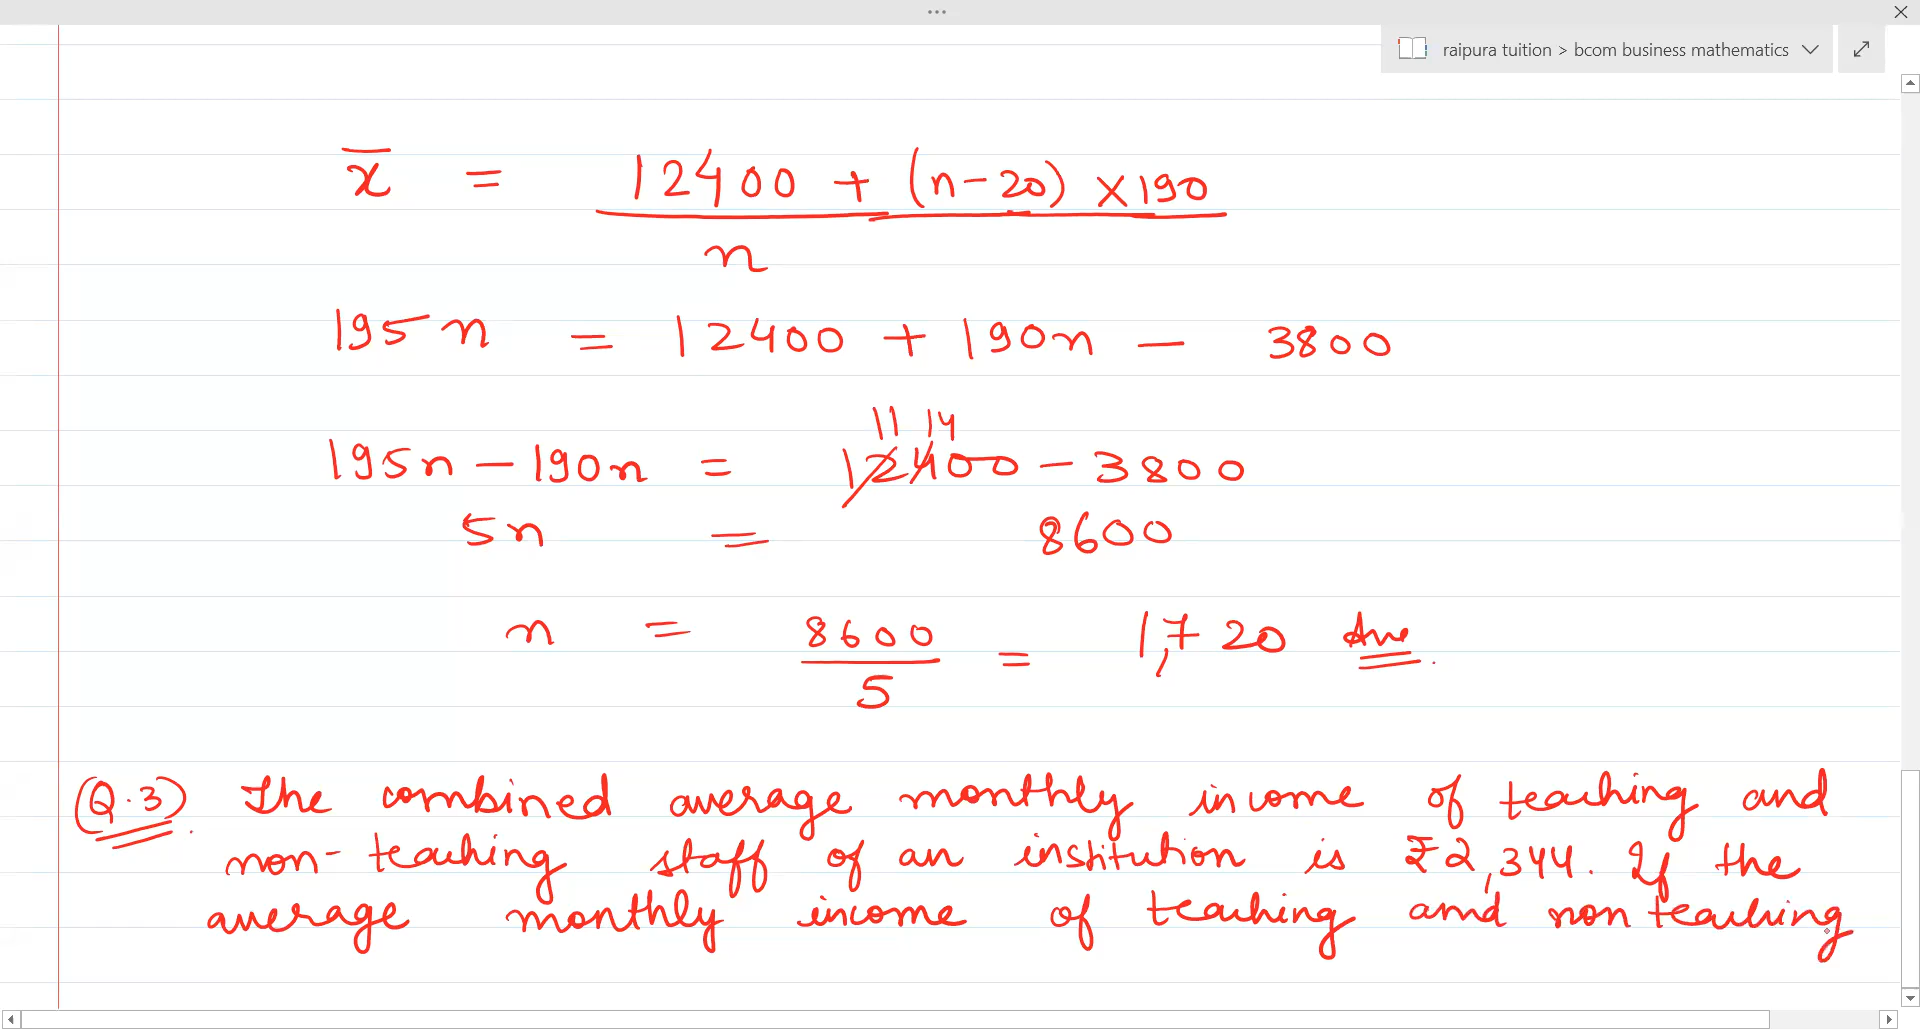 raipura tuition > bcom business mathematics
x̅ = 12400 + (n-20) ×190
n
195n = 12400 + 190n - 3800
11 14
195n - 190n = 12400 - 3800
5n = 8600
n = 8600 = 1,720 Ans.
5
(Q.3). The combined average monthly income of teaching and
non-teaching staff of an institution is ₹2,344. If the
average monthly income of teaching and non teaching